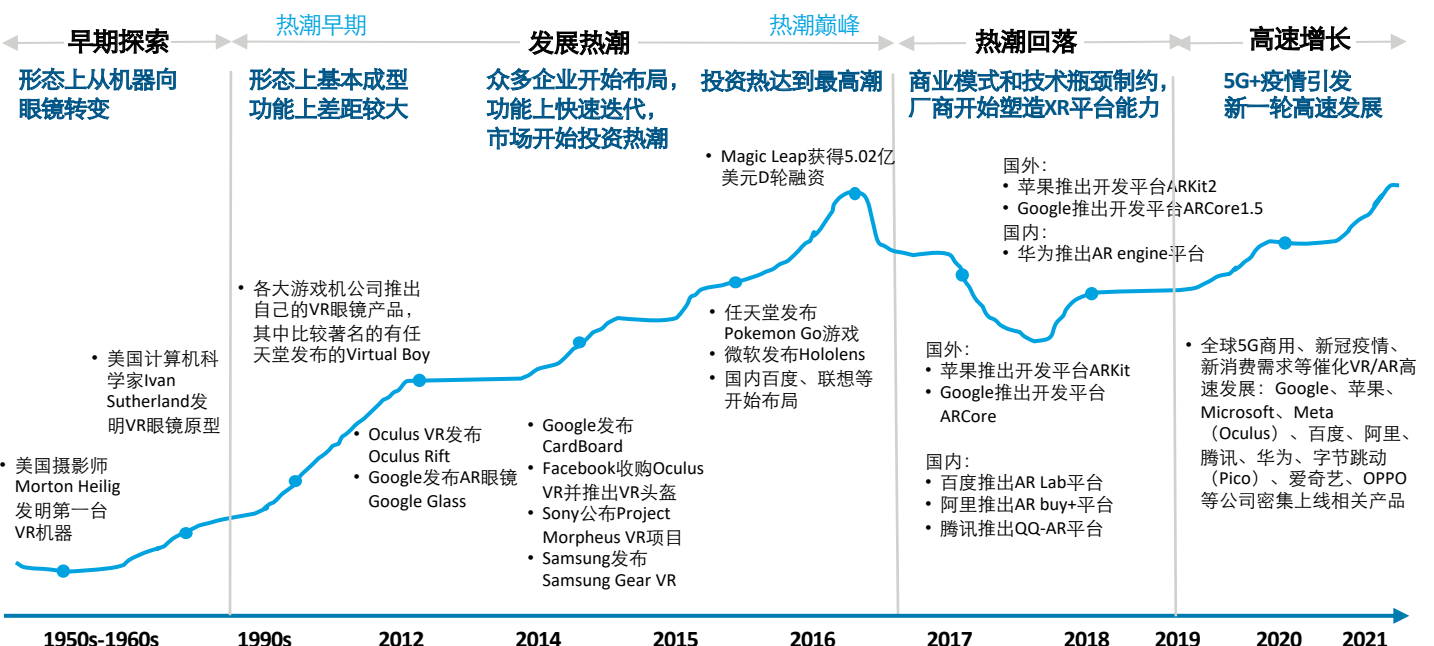 热潮早期
热潮巅峰
早期探索
发展热潮
热潮回落
高速增长
形态上从机器向
眼镜转变
形态上基本成型
功能上差距较大
众多企业开始布局，
功能上快速迭代，
市场开始投资热潮
投资热达到最高潮
商业模式和技术瓶颈制约，
厂商开始塑造XR平台能力
5G+疫情引发
新一轮高速发展
• 美国摄影师
Morton Heilig
发明第一台
VR机器
• 美国计算机科
学家Ivan
Sutherland发
明VR眼镜原型
• 各大游戏机公司推出
自己的VR眼镜产品，
其中比较著名的有任
天堂发布的Virtual Boy
• Oculus VR发布
Oculus Rift
• Google发布AR眼镜
Google Glass
• Google发布
CardBoard
• Facebook收购Oculus
VR并推出VR头盔
• Sony公布Project
Morpheus VR项目
• Samsung发布
Samsung Gear VR
• Magic Leap获得5.02亿
美元D轮融资
• 任天堂发布
Pokemon Go游戏
• 微软发布Hololens
• 国内百度、联想等
开始布局
国外：
• 苹果推出开发平台ARKit
• Google推出开发平台
ARCore
国内：
• 百度推出AR Lab平台
• 阿里推出AR buy+平台
• 腾讯推出QQ-AR平台
国外：
• 苹果推出开发平台ARKit2
• Google推出开发平台ARCore1.5
国内：
• 华为推出AR engine平台
• 全球5G商用、新冠疫情、
新消费需求等催化VR/AR高
速发展：Google、苹果、
Microsoft、Meta
（Oculus）、百度、阿里、
腾讯、华为、字节跳动
（Pico）、爱奇艺、OPPO
等公司密集上线相关产品
1950s-1960s
1990s
2012
2014
2015
2016
2017
2018
2019
2020
2021